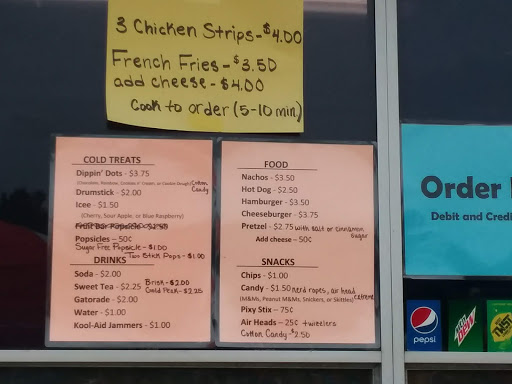 3 Chicken Strips - $4.00
French Fries - $3.50
add cheese - $4.00
Cook to order (5-10 min)
COLD TREATS
Dippin' Dots - $3.75
Cotton Candy
Drumstick - $2.00
Icee - $1.50
(Cherry, Sour Apple, or Blue Raspberry)
Popsicles - 50¢
Sugar Free Popsicle - $1.00
Two Stick Pops - $1.00
DRINKS
Soda - $2.00
Sweet Tea - $2.25 Brisk - $2.00
Gold Peak - $2.25
Gatorade - $2.00
Water - $1.00
Kool-Aid Jammers - $1.00
FOOD
Nachos - $3.50
Hot Dog - $2.50
Hamburger - $3.50
Cheeseburger - $3.75
Pretzel - $2.75 with salt or cinnamon sugar
Add cheese - 50¢
SNACKS
Chips - $1.00
Candy - $1.50 nerd ropes, air head extreme
(M&Ms, Peanut M&Ms, Snickers, or Skittles)
Pixy Stix - 75¢
Air Heads - 25¢ + twizzlers
Cotton Candy - $2.50
Order
Debit and Credi
pepsi